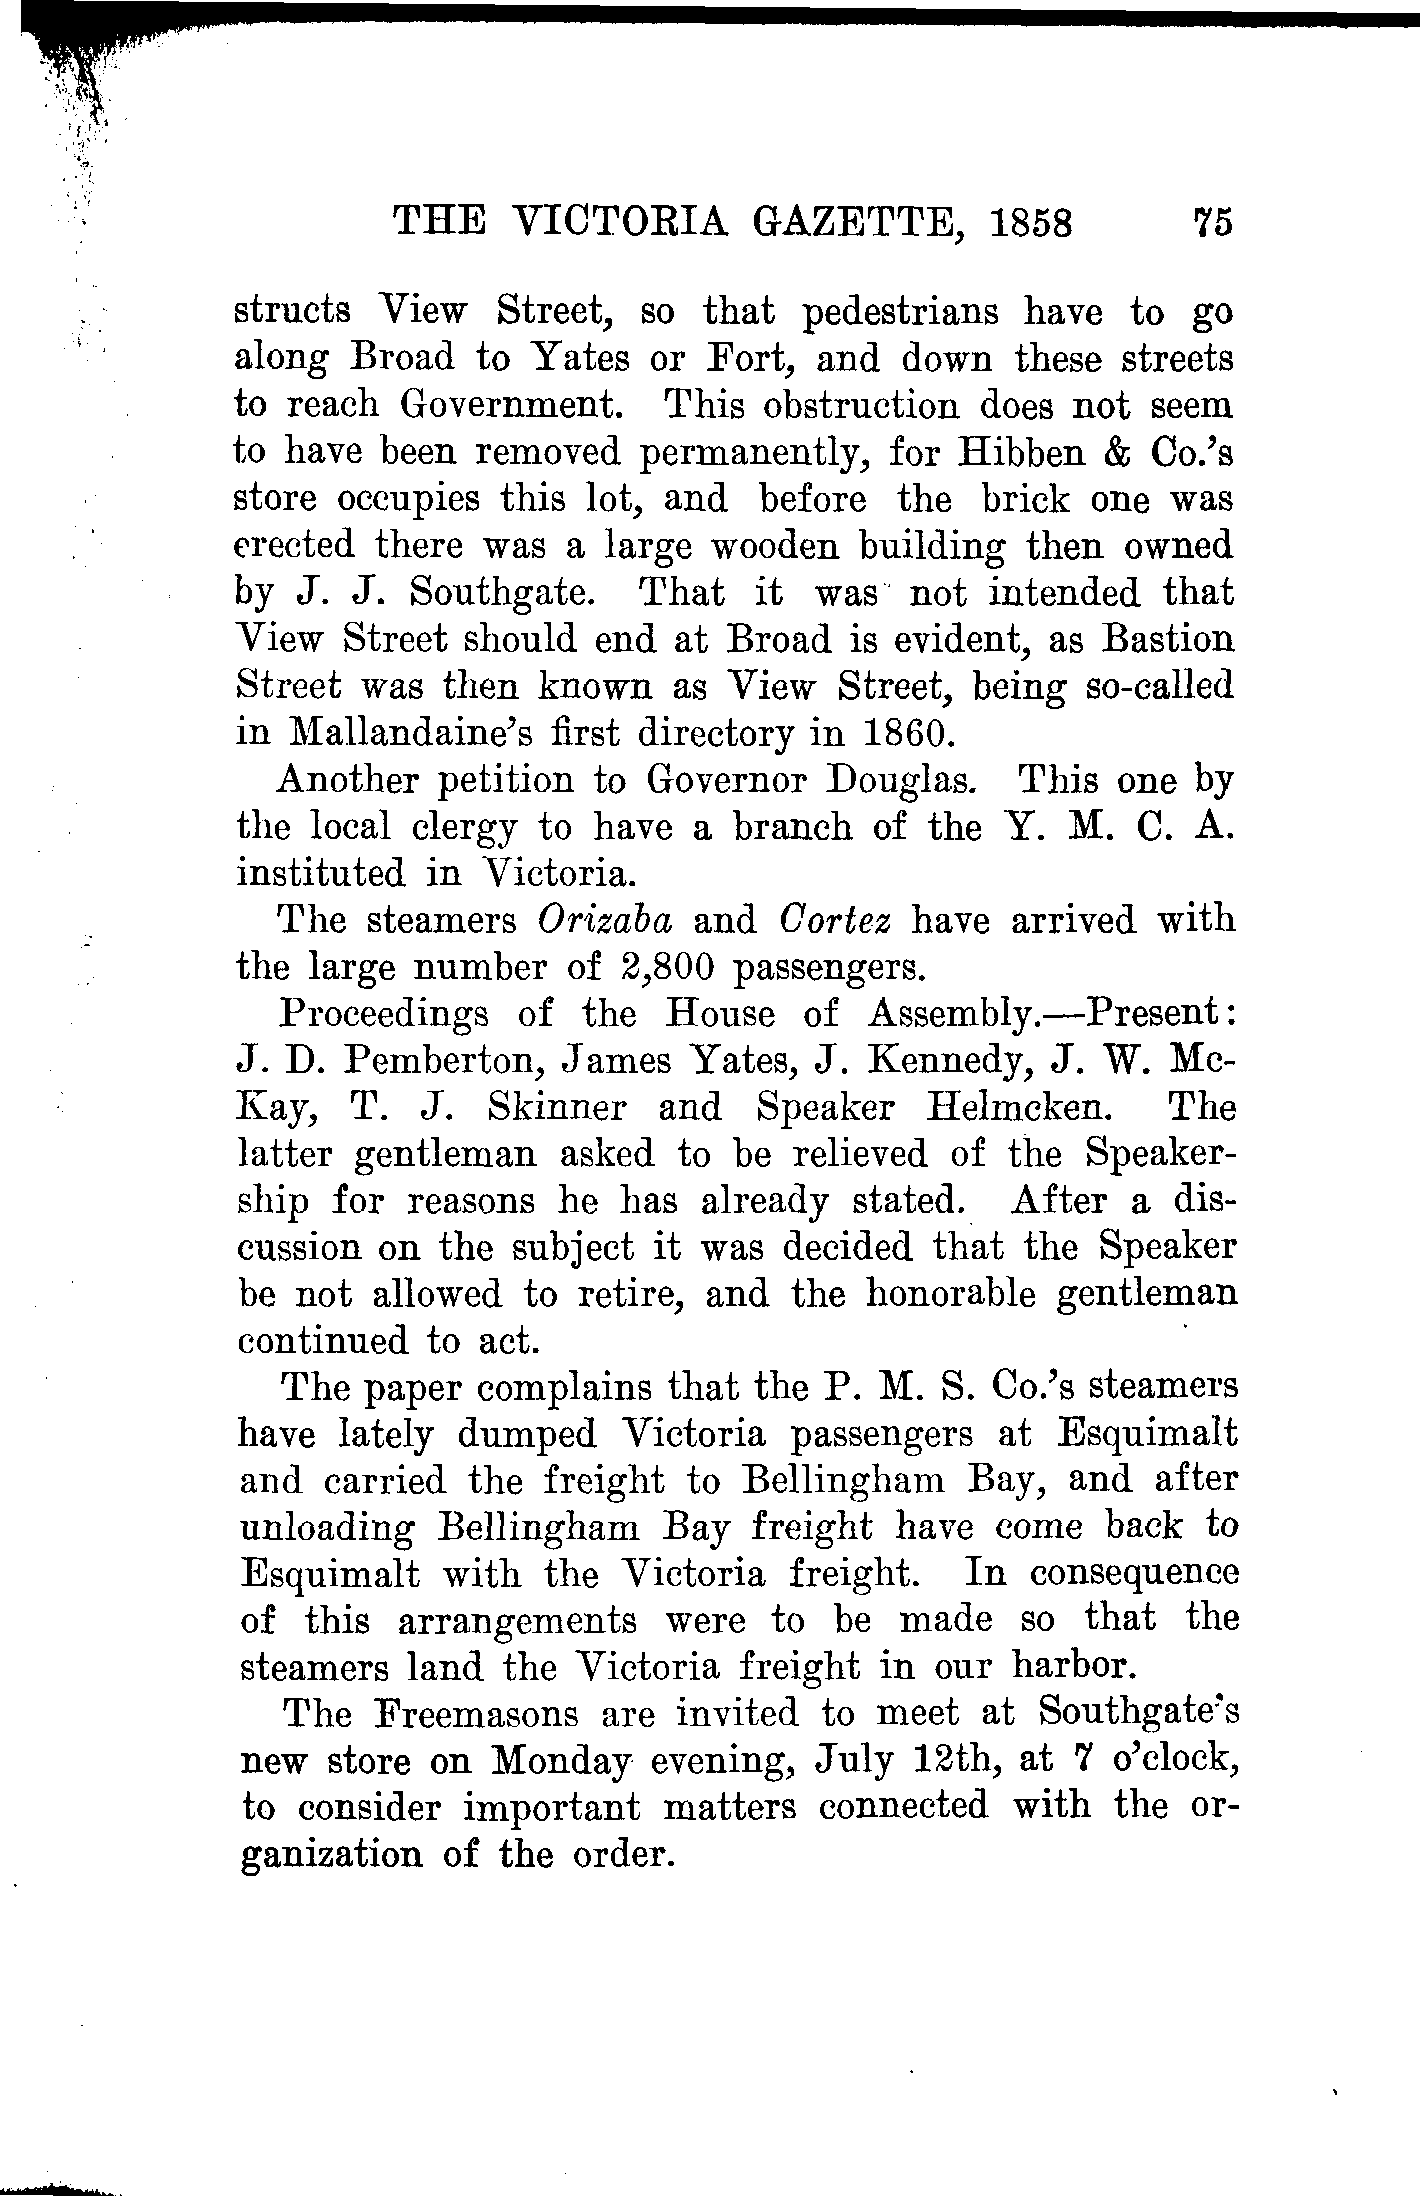 THE VICTORIA GAZETTE, 1858 75
structs View Street, so that pedestrians have to go
along Broad to Yates or Fort, and down these streets
to reach Government. This obstruction does not seem
to have been removed permanently, for Hibben & Co.'s
store occupies this lot, and before the brick one was
erected there was a large wooden building then owned
by J. J. Southgate. That it was not intended that
View Street should end at Broad is evident, as Bastion
Street was then known as View Street, being so-called
in Mallandaine's first directory in 1860.
Another petition to Governor Douglas. This one by
the local clergy to have a branch of the Y. M. C. A.
instituted in Victoria.
The steamers Orizaba and Cortez have arrived with
the large number of 2,800 passengers.
Proceedings of the House of Assembly.—Present:
J. D. Pemberton, James Yates, J. Kennedy, J. W. Mc-
Kay, T. J. Skinner and Speaker Helmcken. The
latter gentleman asked to be relieved of the Speaker-
ship for reasons he has already stated. After a dis-
cussion on the subject it was decided that the Speaker
be not allowed to retire, and the honorable gentleman
continued to act.
The paper complains that the P. M. S. Co.'s steamers
have lately dumped Victoria passengers at Esquimalt
and carried the freight to Bellingham Bay, and after
unloading Bellingham Bay freight have come back to
Esquimalt with the Victoria freight. In consequence
of this arrangements were to be made so that the
steamers land the Victoria freight in our harbor.
The Freemasons are invited to meet at Southgate's
new store on Monday evening, July 12th, at 7 o'clock,
to consider important matters connected with the or-
ganization of the order.